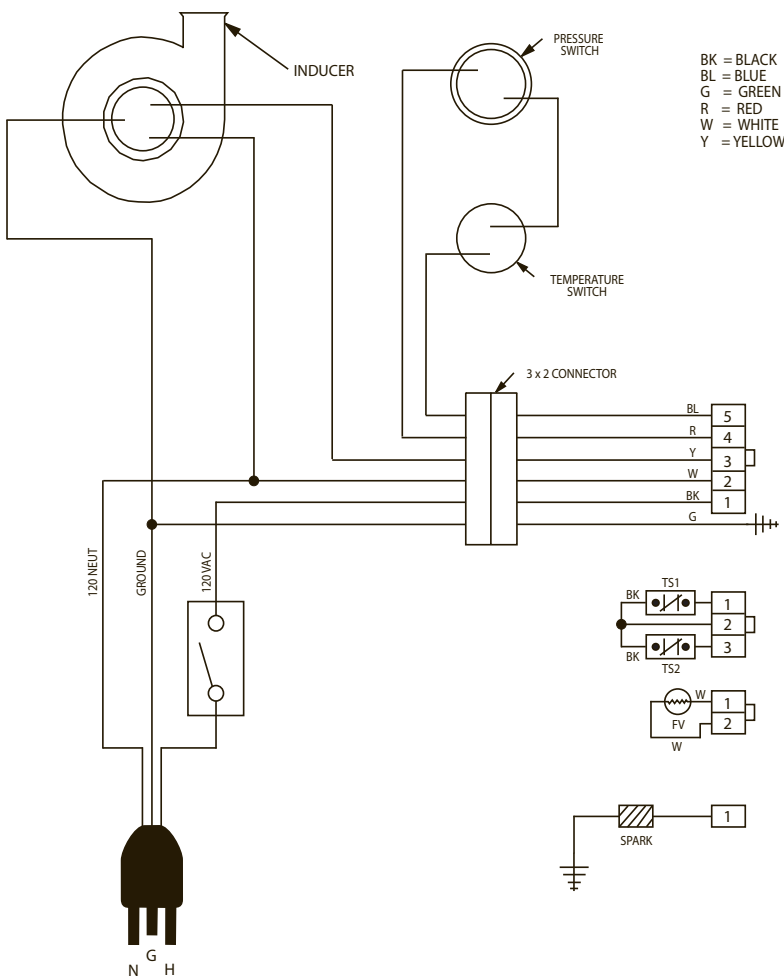 INDUCER
PRESSURE
SWITCH
BK = BLACK
BL = BLUE
G = GREEN
R = RED
W = WHITE
Y = YELLOW
TEMPERATURE
SWITCH
3 x 2 CONNECTOR
BL 5
R 4
Y 3
W 2
BK 1
G
120 NEUT
GROUND
120 VAC
TS1
BK 1
2
3
BK
TS2
W 1
FV 2
W
1
SPARK
N G H